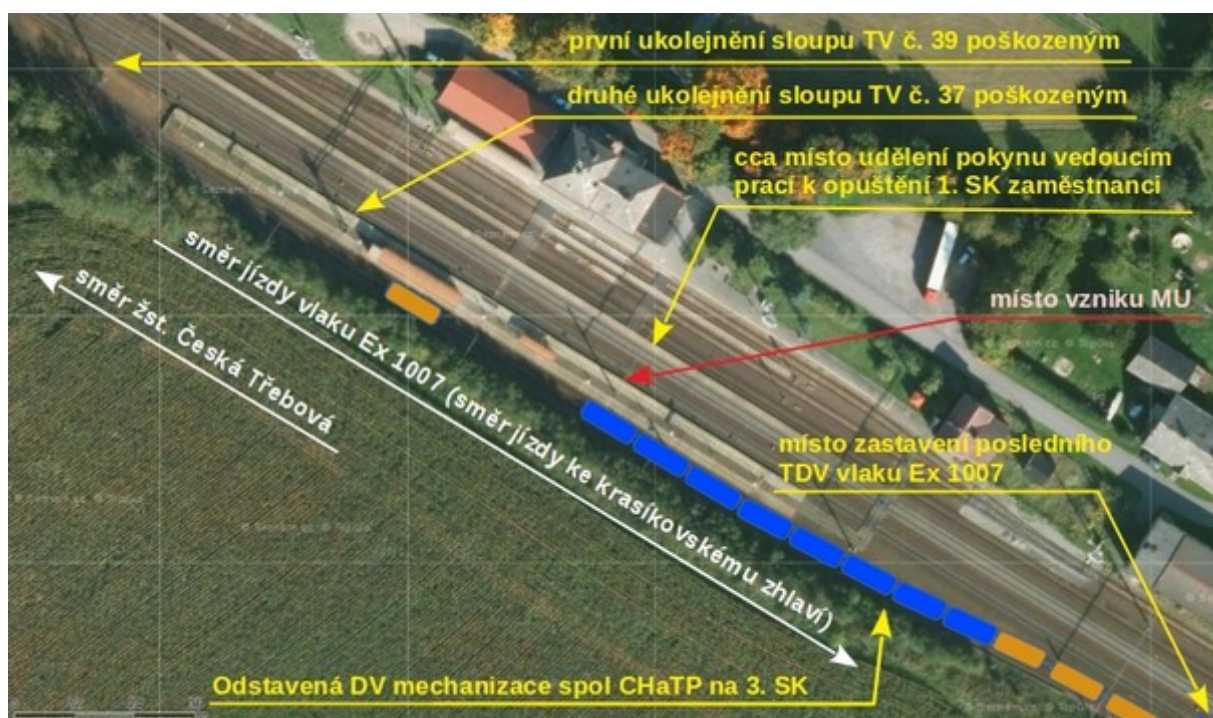 první ukolejnění sloupu TV č. 39 poškozeným
druhé ukolejnění sloupu TV č. 37 poškozeným
cca místo udělení pokynu vedoucím
prací k opuštění 1. SK zaměstnanci
místo vzniku MU
směr jízdy vlaku Ex 1007 (směr jízdy ke krasíkovskému zhlaví)
směr žst. Česká Třebová
místo zastavení posledního
TDV vlaku Ex 1007
Odstavená DV mechanizace spol CHaTP na 3. SK